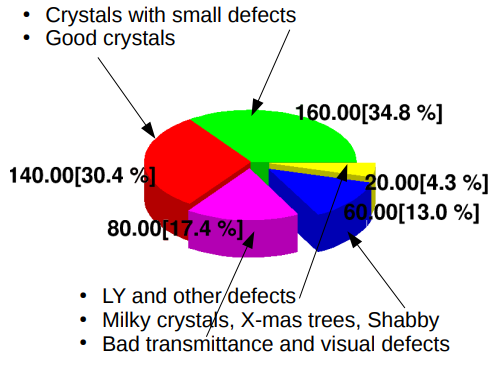 • Crystals with small defects
• Good crystals
160.00[34.8 %]
140.00[30.4 %]
20.00[4.3 %]
60.00[13.0 %]
80.00[17.4 %]
• LY and other defects
• Milky crystals, X-mas trees, Shabby
• Bad transmittance and visual defects